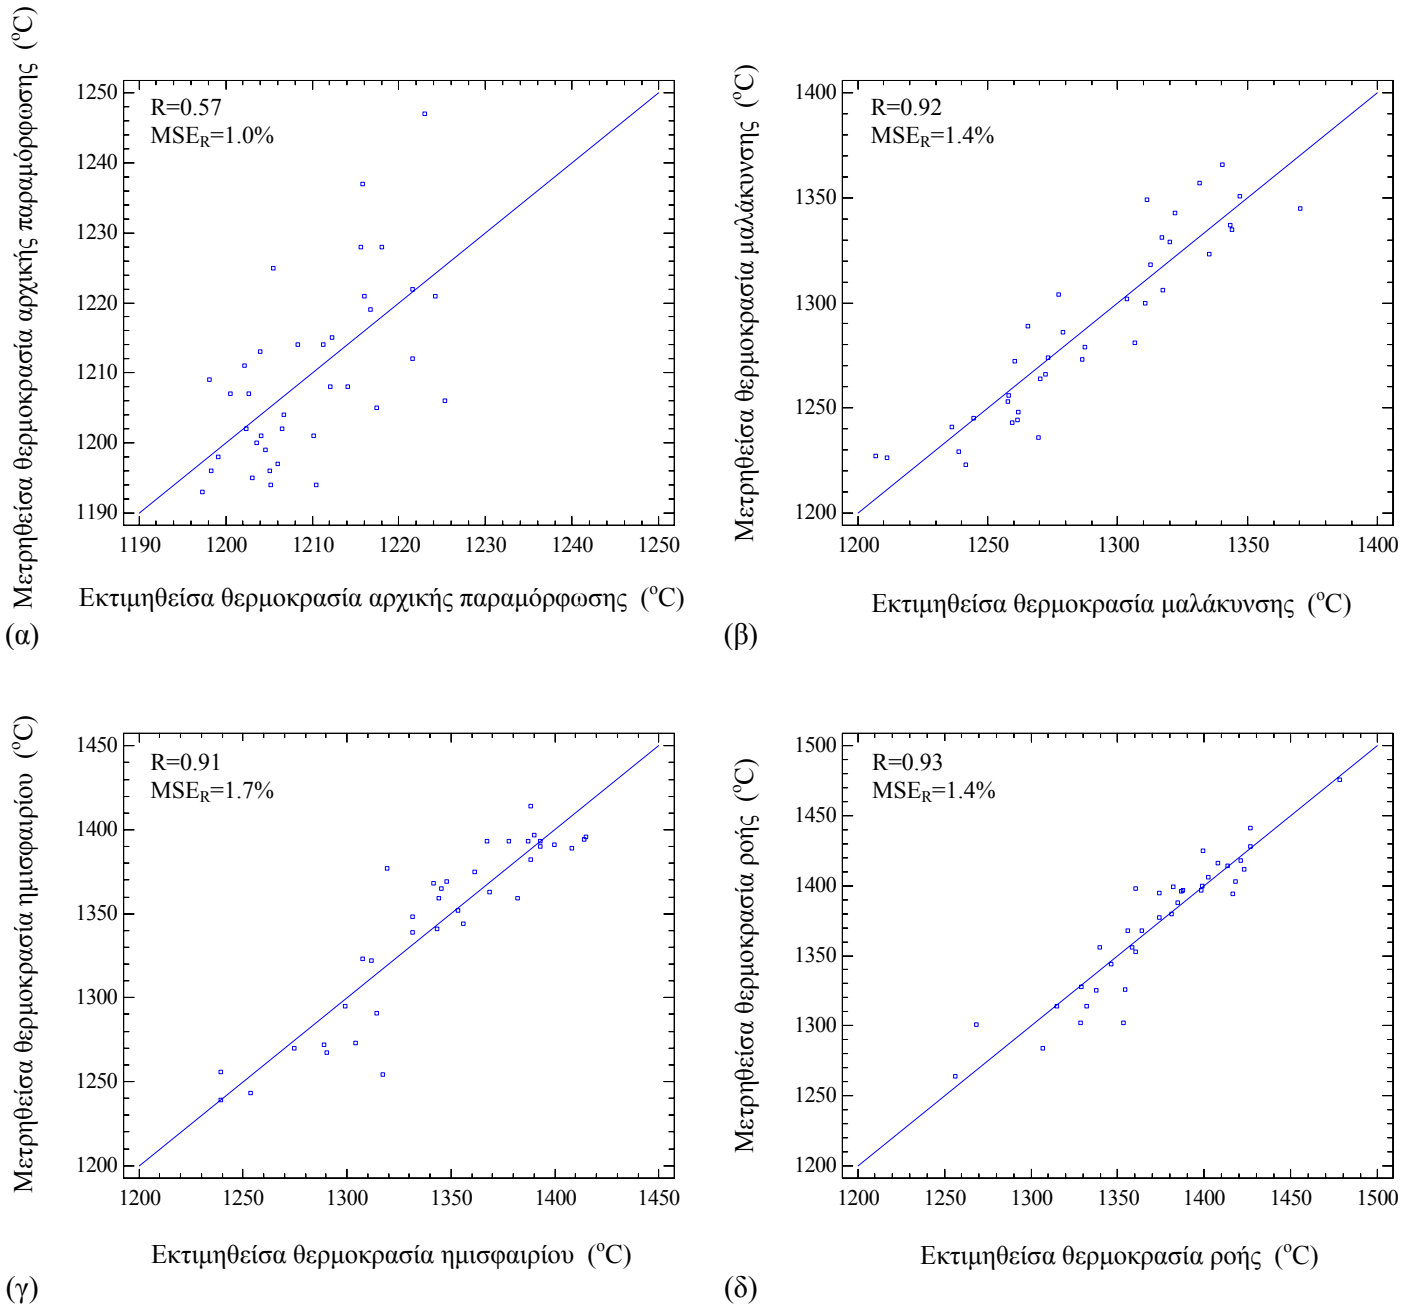 Μετρηθείσα θερμοκρασία αρχικής παραμόρφωσης (°C)
R=0.57
MSE_R=1.0%
1250
1240
1230
1220
1210
1200
1190
1190 1200 1210 1220 1230 1240 1250
Εκτιμηθείσα θερμοκρασία αρχικής παραμόρφωσης (°C)
(α)
Μετρηθείσα θερμοκρασία μαλάκυνσης (°C)
R=0.92
MSE_R=1.4%
1400
1350
1300
1250
1200
1200 1250 1300 1350 1400
Εκτιμηθείσα θερμοκρασία μαλάκυνσης (°C)
(β)
Μετρηθείσα θερμοκρασία ημισφαιρίου (°C)
R=0.91
MSE_R=1.7%
1450
1400
1350
1300
1250
1200
1200 1250 1300 1350 1400 1450
Εκτιμηθείσα θερμοκρασία ημισφαιρίου (°C)
(γ)
Μετρηθείσα θερμοκρασία ροής (°C)
R=0.93
MSE_R=1.4%
1500
1450
1400
1350
1300
1250
1200
1200 1250 1300 1350 1400 1450 1500
Εκτιμηθείσα θερμοκρασία ροής (°C)
(δ)